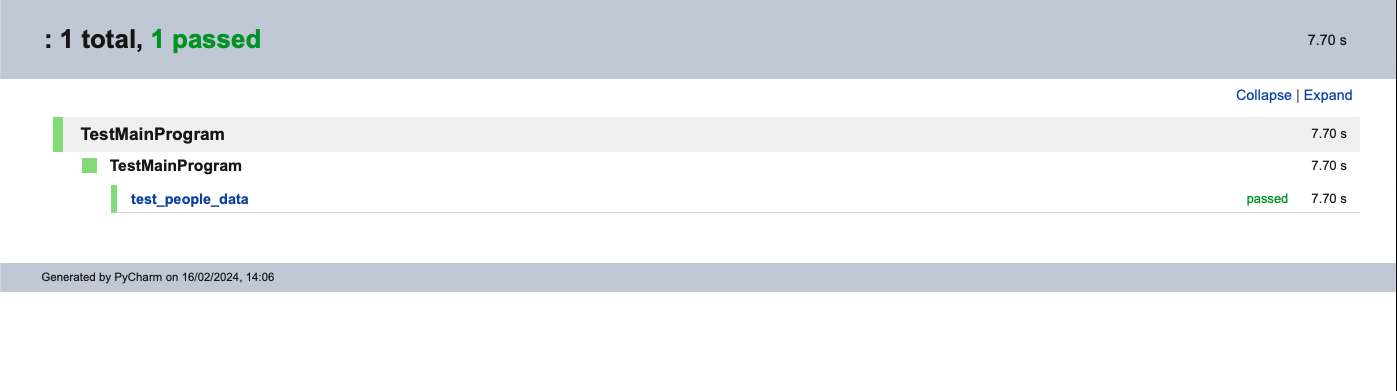 : 1 total, 1 passed 7.70 s
Collapse | Expand
TestMainProgram 7.70 s
TestMainProgram 7.70 s
test_people_data passed 7.70 s
Generated by PyCharm on 16/02/2024, 14:06